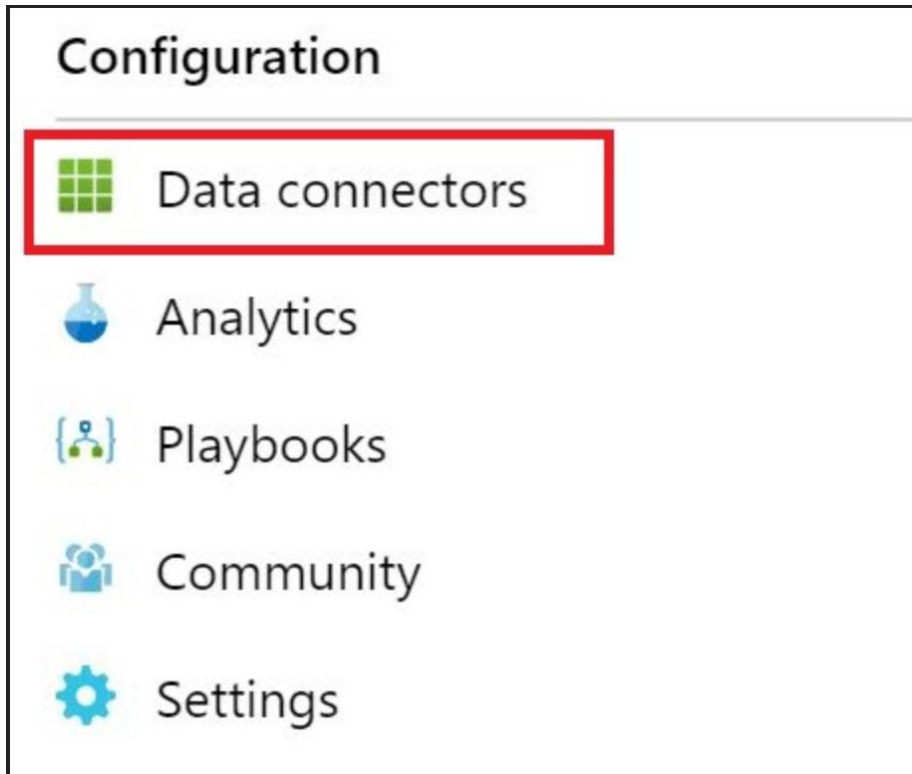 Configuration
Data connectors
Analytics
Playbooks
Community
Settings